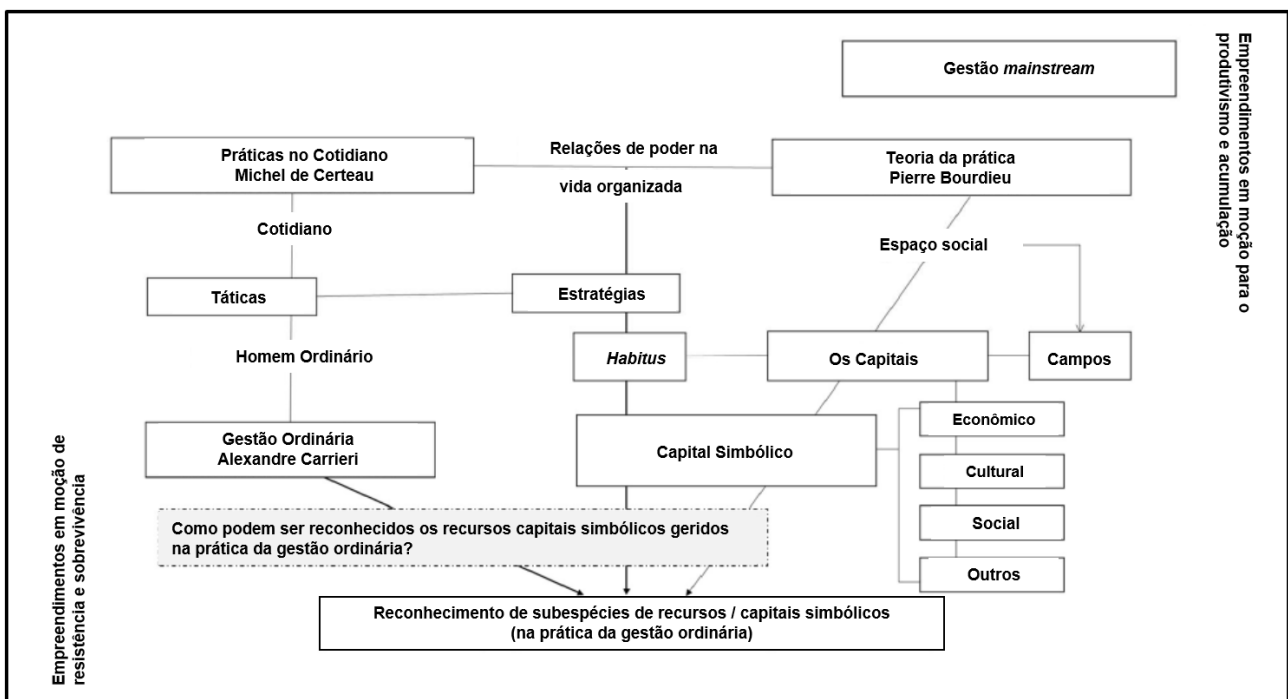 Gestão mainstream
Empreendimentos em moção para o
produtivismo e acumulação
Práticas no Cotidiano
Michel de Certeau
Relações de poder na
vida organizada
Teoria da prática
Pierre Bourdieu
Cotidiano
Espaço social
Táticas
Estratégias
Homem Ordinário
Habitus
Os Capitais
Campos
Gestão Ordinária
Alexandre Carrieri
Capital Simbólico
Econômico
Cultural
Social
Outros
Como podem ser reconhecidos os recursos capitais simbólicos geridos
na prática da gestão ordinária?
Reconhecimento de subespécies de recursos / capitais simbólicos
(na prática da gestão ordinária)
Empreendimentos em moção de
resistência e sobrevivência